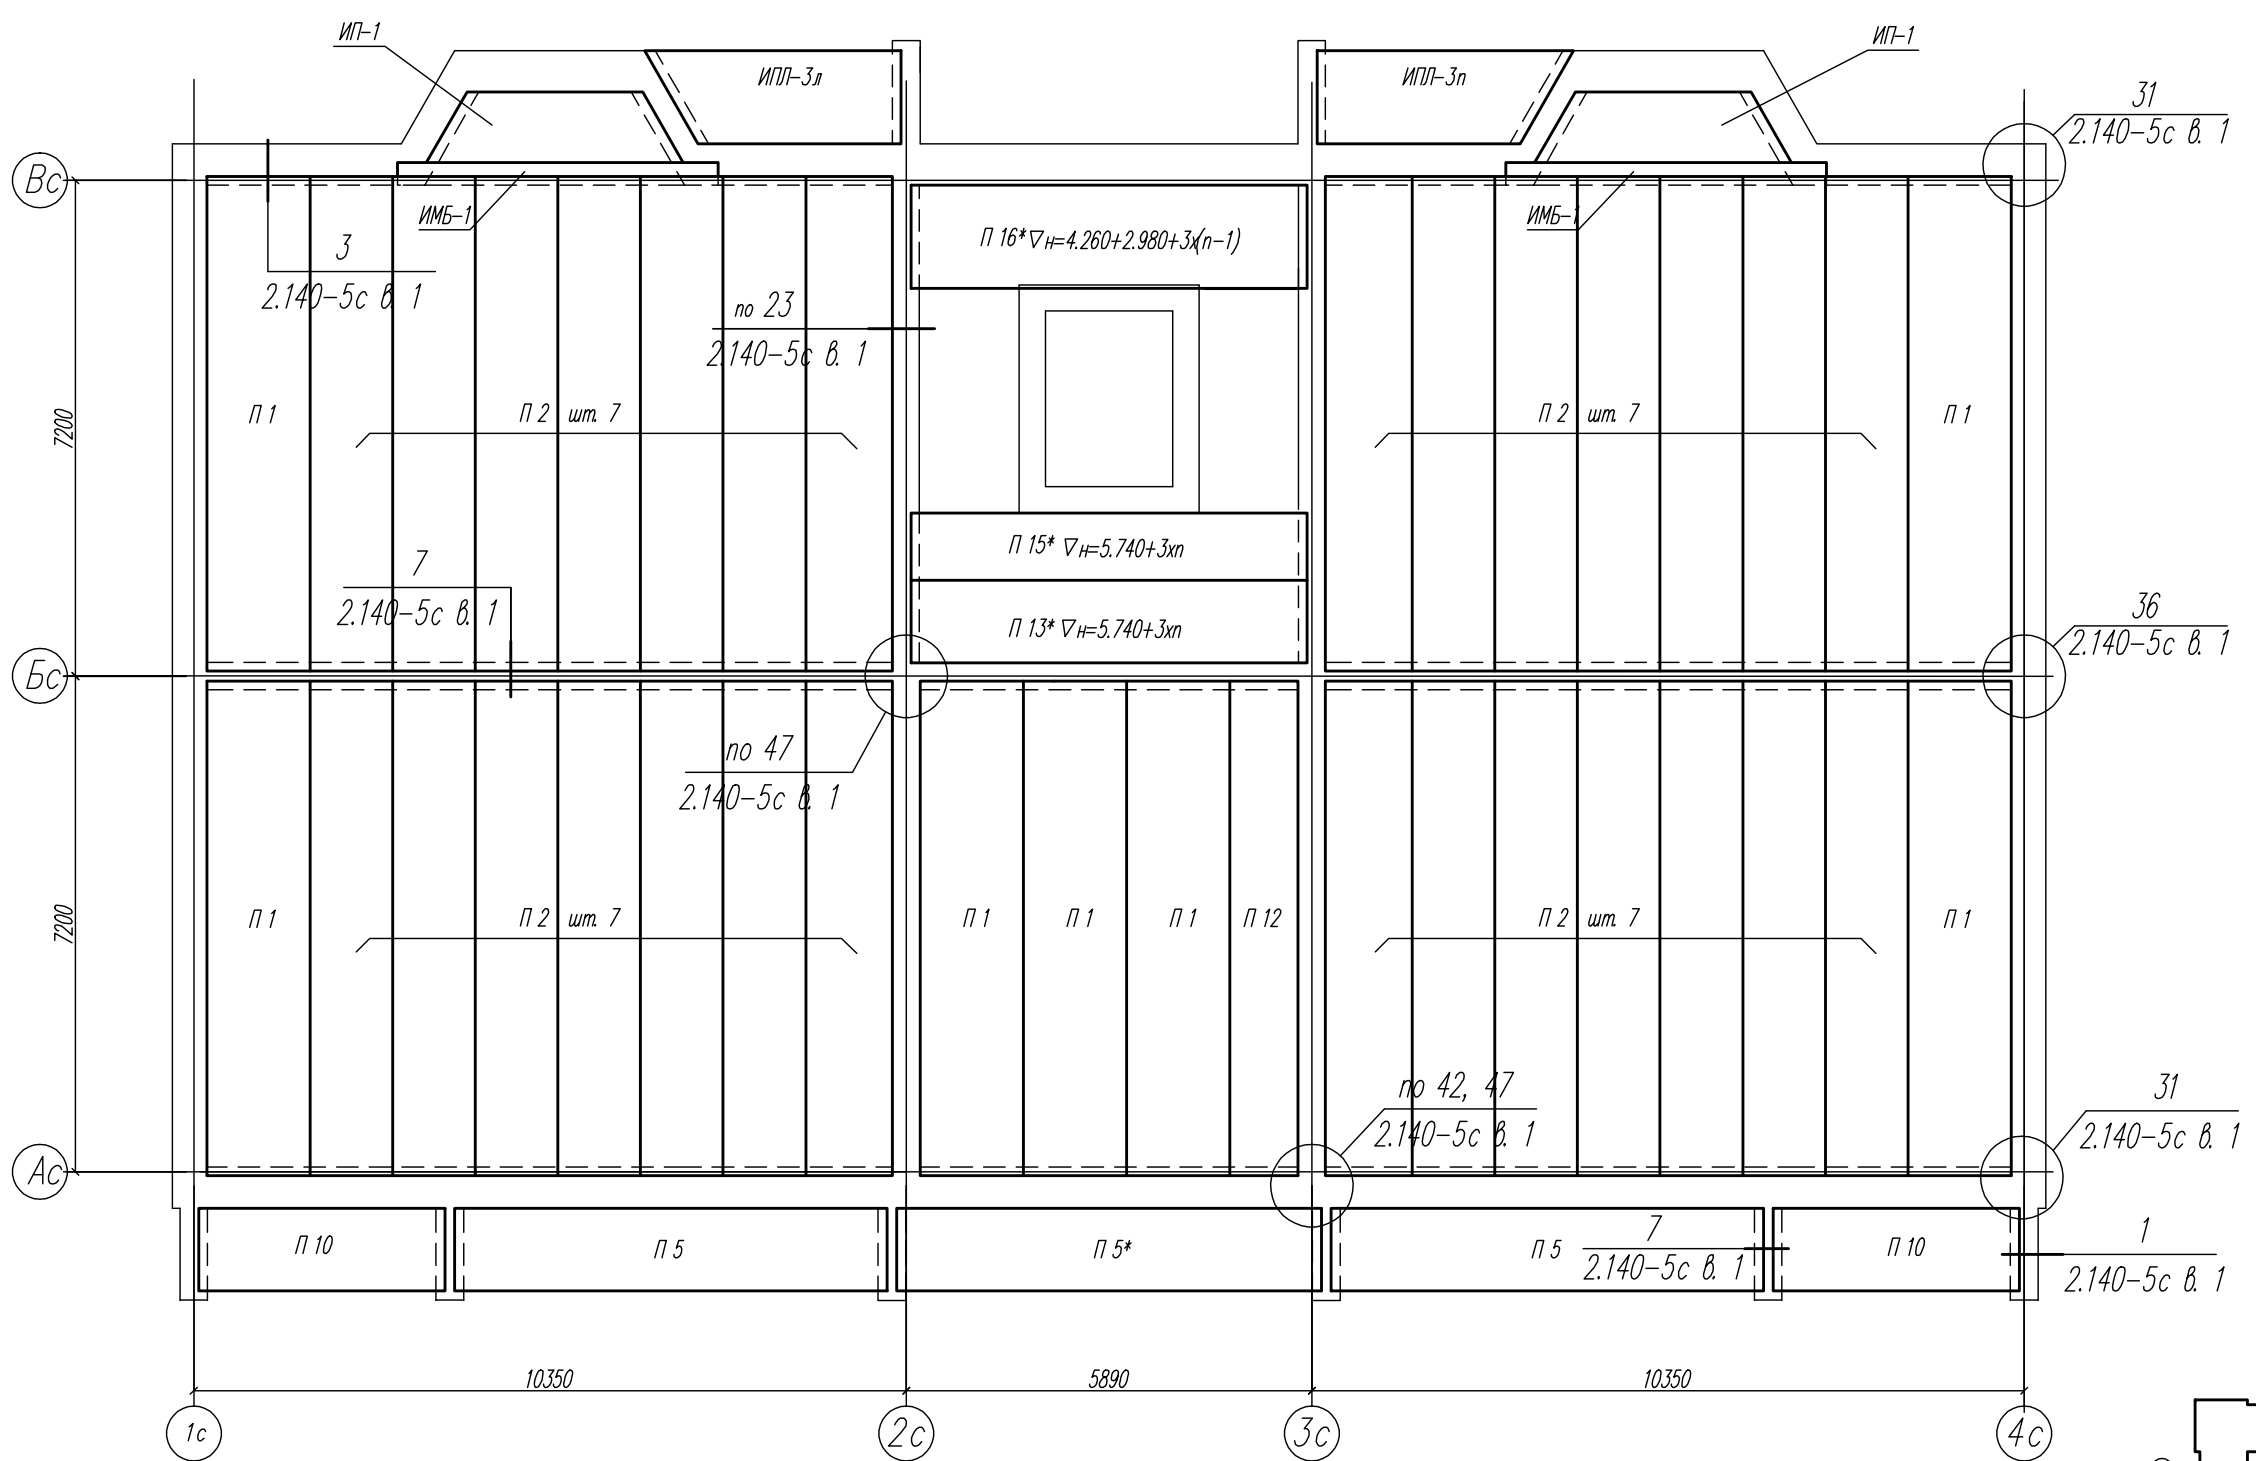 ИП-1
ИПЛ-3л
ИПЛ-3п
ИП-1
31
2.140-5с в. 1
Вс
ИМБ-1
ИМБ-1
3
2.140-5с в. 1
П 16* ▽н=4.260+2.980+3х(п-1)
по 23
2.140-5с в. 1
7200
П 1
П 2 шт. 7
П 2 шт. 7
П 1
7
2.140-5с в. 1
П 15* ▽н=5.740+3хп
П 13* ▽н=5.740+3хп
36
2.140-5с в. 1
Бс
по 47
2.140-5с в. 1
7200
П 1
П 2 шт. 7
П 1
П 1
П 1
П 12
П 2 шт. 7
П 1
по 42, 47
2.140-5с в. 1
31
2.140-5с в. 1
Ас
П 10
П 5
П 5*
П 5
7
2.140-5с в. 1
П 10
1
2.140-5с в. 1
10350
5890
10350
1с
2с
3с
4с